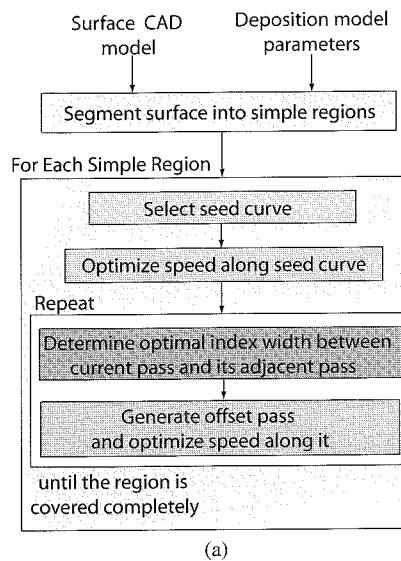 Surface CAD
model
Deposition model
parameters
Segment surface into simple regions
For Each Simple Region
Select seed curve
Optimize speed along seed curve
Repeat
Determine optimal index width between
current pass and its adjacent pass
Generate offset pass
and optimize speed along it
until the region is
covered completely
(a)